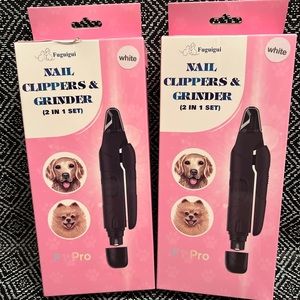 Fuguigui
white
NAIL
CLIPPERS &
GRINDER
(2 IN 1 SET)
Pro
Fuguigui
white
NAIL
CLIPPERS &
GRINDER
(2 IN 1 SET)
Pro